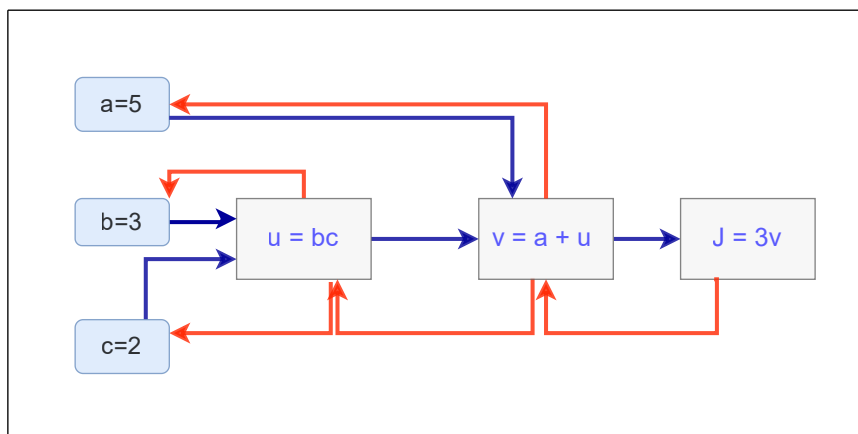 a=5
b=3
u = bc
v = a + u
J = 3v
c=2